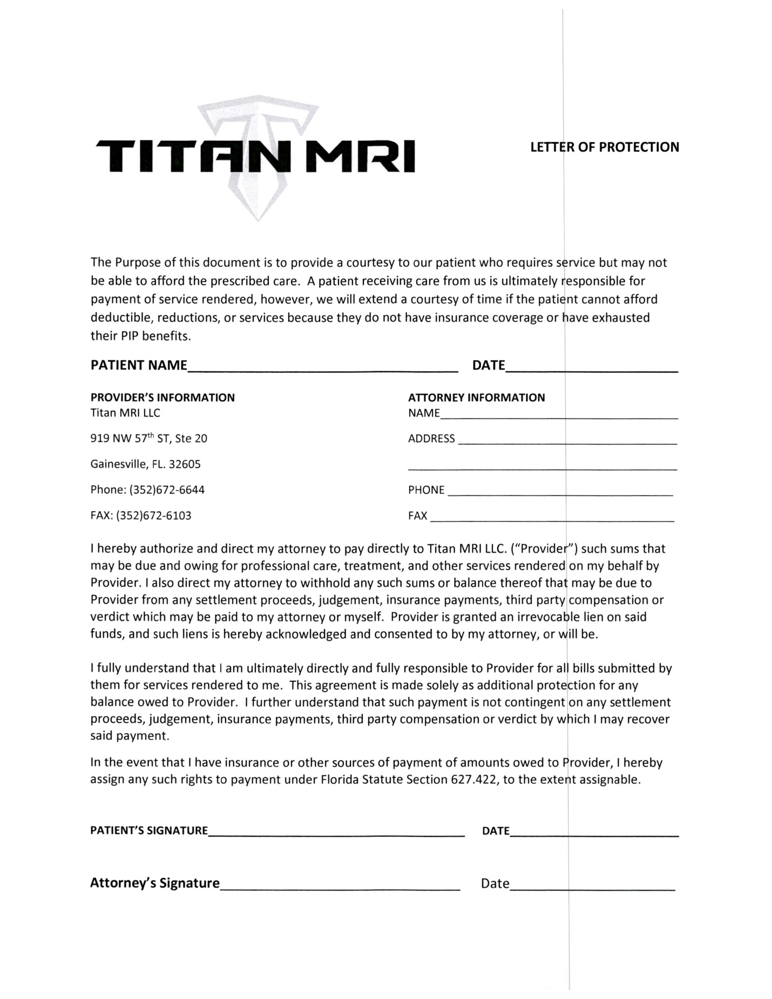 TITAN MRI
LETTER OF PROTECTION
The Purpose of this document is to provide a courtesy to our patient who requires service but may not
be able to afford the prescribed care.  A patient receiving care from us is ultimately responsible for
payment of service rendered, however, we will extend a courtesy of time if the patient cannot afford
deductible, reductions, or services because they do not have insurance coverage or have exhausted
their PIP benefits.
PATIENT NAME DATE
PROVIDER'S INFORMATION
Titan MRI LLC
919 NW 57th ST, Ste 20
Gainesville, FL. 32605
Phone: (352)672-6644
FAX: (352)672-6103
ATTORNEY INFORMATION
NAME
ADDRESS
PHONE
FAX
I hereby authorize and direct my attorney to pay directly to Titan MRI LLC. (“Provider”) such sums that
may be due and owing for professional care, treatment, and other services rendered on my behalf by
Provider. I also direct my attorney to withhold any such sums or balance thereof that may be due to
Provider from any settlement proceeds, judgement, insurance payments, third party compensation or
verdict which may be paid to my attorney or myself.  Provider is granted an irrevocable lien on said
funds, and such liens is hereby acknowledged and consented to by my attorney, or will be.
I fully understand that I am ultimately directly and fully responsible to Provider for all bills submitted by
them for services rendered to me.  This agreement is made solely as additional protection for any
balance owed to Provider.  I further understand that such payment is not contingent on any settlement
proceeds, judgement, insurance payments, third party compensation or verdict by which I may recover
said payment.
In the event that I have insurance or other sources of payment of amounts owed to Provider, I hereby
assign any such rights to payment under Florida Statute Section 627.422, to the extent assignable.
PATIENT'S SIGNATURE DATE
Attorney's Signature Date